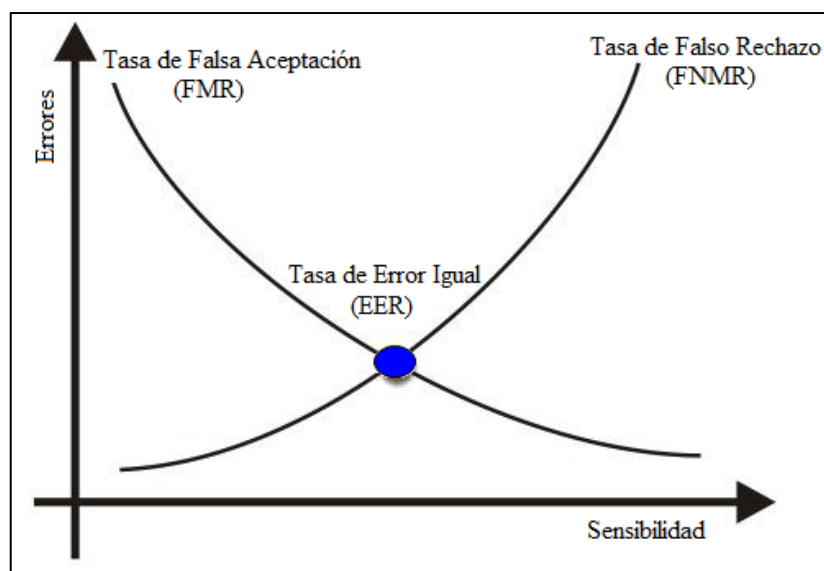 Tasa de Falsa Aceptación
(FMR)
Tasa de Falso Rechazo
(FNMR)
Errores
Tasa de Error Igual
(EER)
Sensibilidad